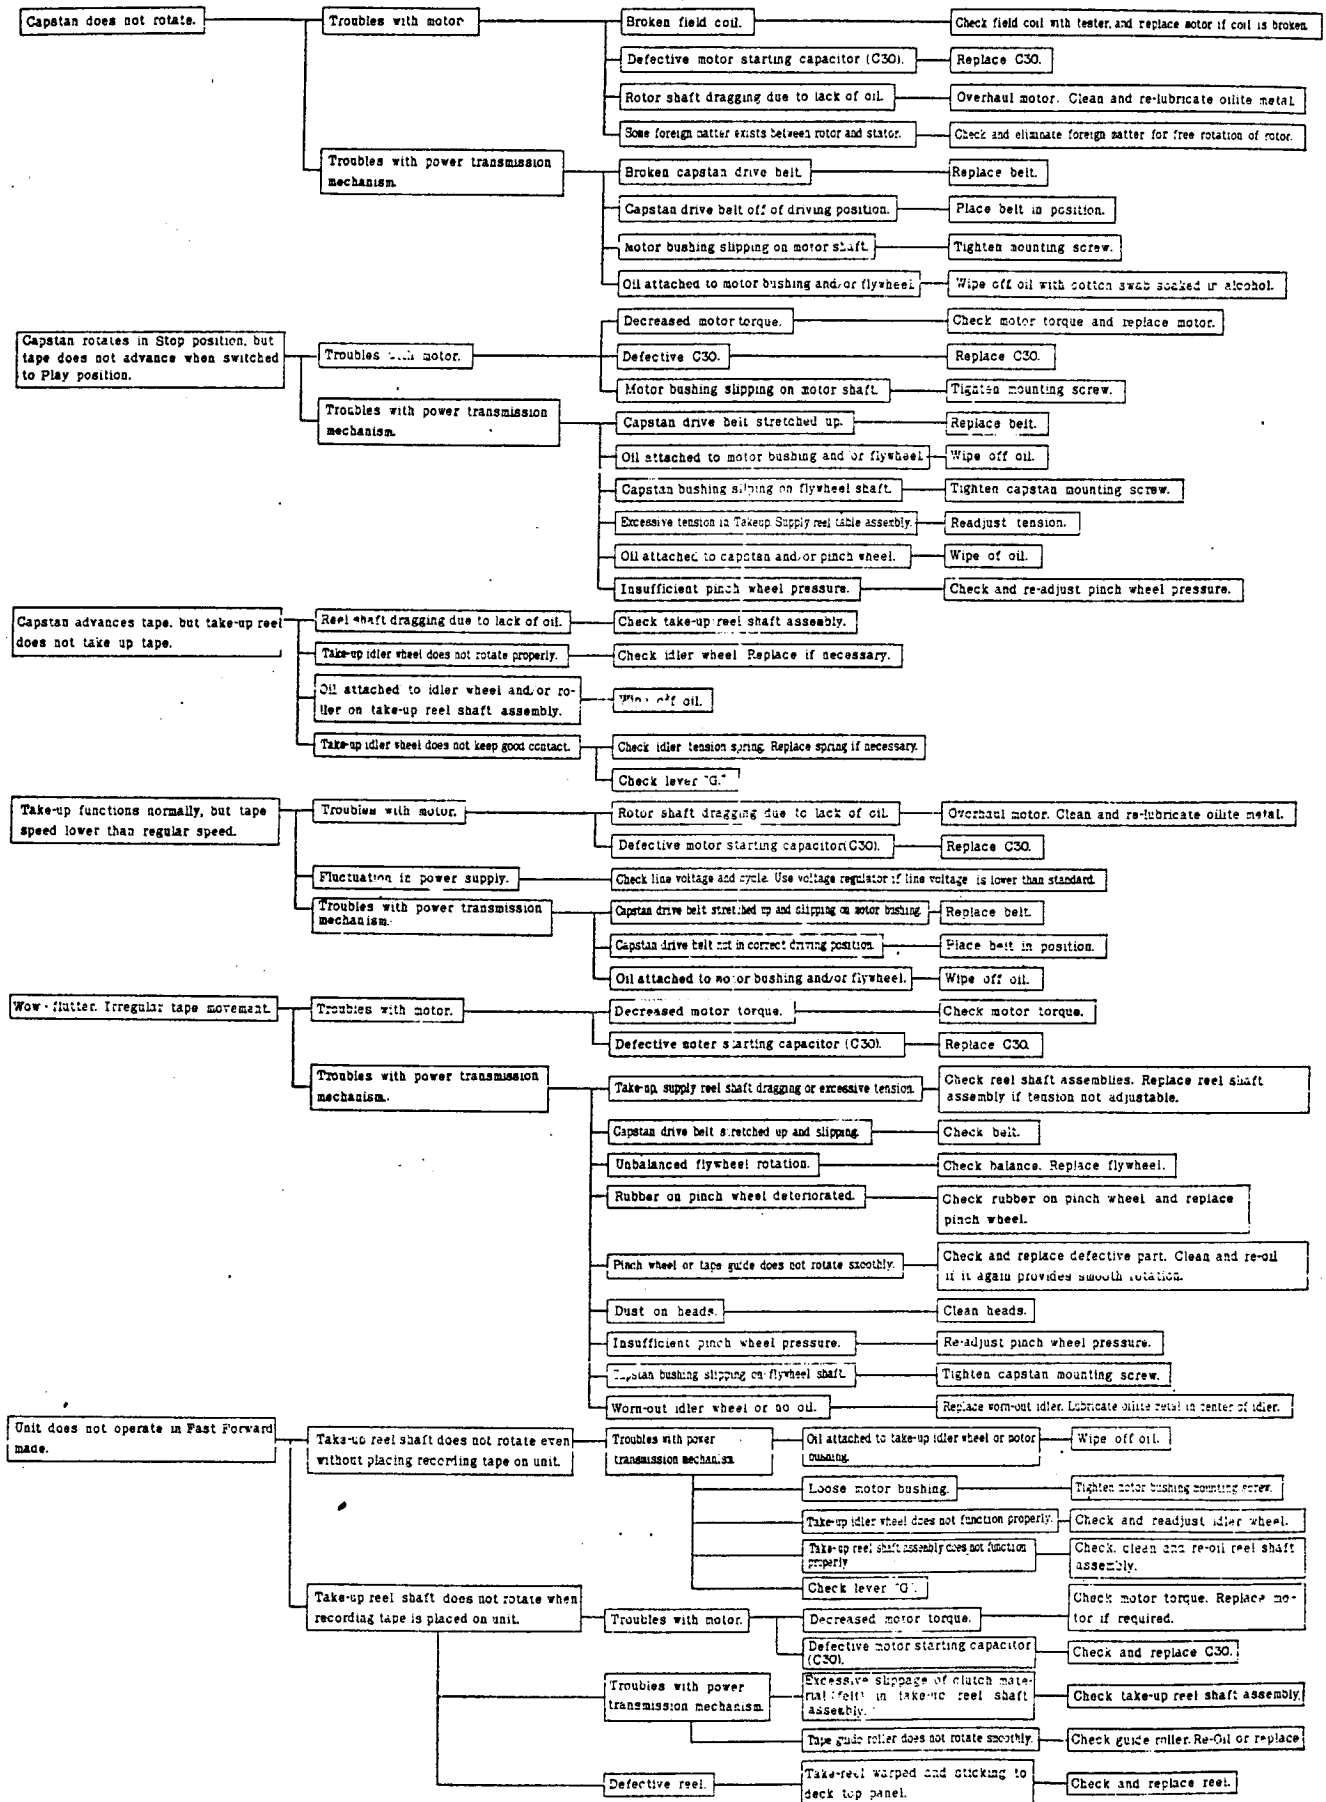 Capstan does not rotate.
Troubles with motor
Broken field coil.
Check field coil with tester, and replace motor if coil is broken.
Defective motor starting capacitor (C30).
Replace C30.
Rotor shaft dragging due to lack of oil.
Overhaul motor. Clean and re-lubricate oilite metal.
Some foreign matter exists between rotor and stator.
Check and eliminate foreign matter for free rotation of rotor.
Troubles with power transmission
mechanism.
Broken capstan drive belt.
Replace belt.
Capstan drive belt off of driving position.
Place belt in position.
Motor bushing slipping on motor shaft.
Tighten mounting screw.
Oil attached to motor bushing and/or flywheel.
Wipe off oil with cotton swab soaked in alcohol.
Capstan rotates in Stop position, but
tape does not advance when switched
to Play position.
Troubles with motor.
Decreased motor torque.
Check motor torque and replace motor.
Defective C30.
Replace C30.
Motor bushing slipping on motor shaft.
Tighten mounting screw.
Troubles with power transmission
mechanism.
Capstan drive belt stretched up.
Replace belt.
Oil attached to motor bushing and/or flywheel.
Wipe off oil.
Capstan bushing sliping on flywheel shaft.
Tighten capstan mounting screw.
Excessive tension in Takeup. Supply reel table assembly.
Readjust tension.
Oil attached to capstan and/or pinch wheel.
Wipe of oil.
Insufficient pinch wheel pressure.
Check and re-adjust pinch wheel pressure.
Capstan advances tape, but take-up reel
does not take up tape.
Reel shaft dragging due to lack of oil.
Check take-up reel shaft assembly.
Take-up idler wheel does not rotate properly.
Check idler wheel. Replace if necessary.
Oil attached to idler wheel and/or ro-
ller on take-up reel shaft assembly.
Wipe off oil.
Take-up idler wheel does not keep good contact.
Check idler tension spring. Replace spring if necessary.
Check lever "G."
Take-up functions normally, but tape
speed lower than regular speed.
Troubles with motor.
Rotor shaft dragging due to lack of oil.
Overhaul motor. Clean and re-lubricate oilite metal.
Defective motor starting capacitor(C30).
Replace C30.
Fluctuation in power supply.
Check line voltage and cycle. Use voltage regulator if line voltage is lower than standard.
Troubles with power transmission
mechanism.
Capstan drive belt stretched up and slipping on motor bushing.
Replace belt.
Capstan drive belt not in correct driving position.
Place belt in position.
Oil attached to motor bushing and/or flywheel.
Wipe off oil.
Wow · flutter. Irregular tape movement.
Troubles with motor.
Decreased motor torque.
Check motor torque.
Defective moter starting capacitor (C30).
Replace C30.
Troubles with power transmission
mechanism.
Take-up, supply reel shaft dragging or excessive tension.
Check reel shaft assemblies. Replace reel shaft
assembly if tension not adjustable.
Capstan drive belt stretched up and slipping.
Check belt.
Unbalanced flywheel rotation.
Check balance. Replace flywheel.
Rubber on pinch wheel deteriorated.
Check rubber on pinch wheel and replace
pinch wheel.
Pinch wheel or tape guide does not rotate smoothly.
Check and replace defective part. Clean and re-oil
if it again provides smooth rotation.
Dust on heads.
Clean heads.
Insufficient pinch wheel pressure.
Re-adjust pinch wheel pressure.
Capstan bushing slipping on flywheel shaft.
Tighten capstan mounting screw.
Worn-out idler wheel or no oil.
Replace worn-out idler. Lubricate oilite metal in center of idler.
Unit does not operate in Fast Forward
made.
Take-up reel shaft does not rotate even
without placing recording tape on unit.
Troubles with power
transmission mechanism.
Oil attached to take-up idler wheel or motor
bushing.
Wipe off oil.
Loose motor bushing.
Tighten motor bushing mounting screw.
Take-up idler wheel does not function properly.
Check and readjust idler wheel.
Take-up reel shaft assembly does not function
properly
Check, clean and re-oil reel shaft
assembly.
Check lever "G".
Take-up reel shaft does not rotate when
recording tape is placed on unit.
Troubles with motor.
Decreased motor torque.
Check motor torque. Replace mo-
tor if required.
Defective motor starting capacitor
(C30).
Check and replace C30.
Troubles with power
transmission mechanism.
Excessive slippage of clutch mate-
rial (felt) in take-up reel shaft
assembly.
Check take-up reel shaft assembly.
Tape guide roller does not rotate smoothly.
Check guide roller. Re-Oil or replace
Defective reel.
Take-reel warped and sticking to
deck top panel.
Check and replace reel.